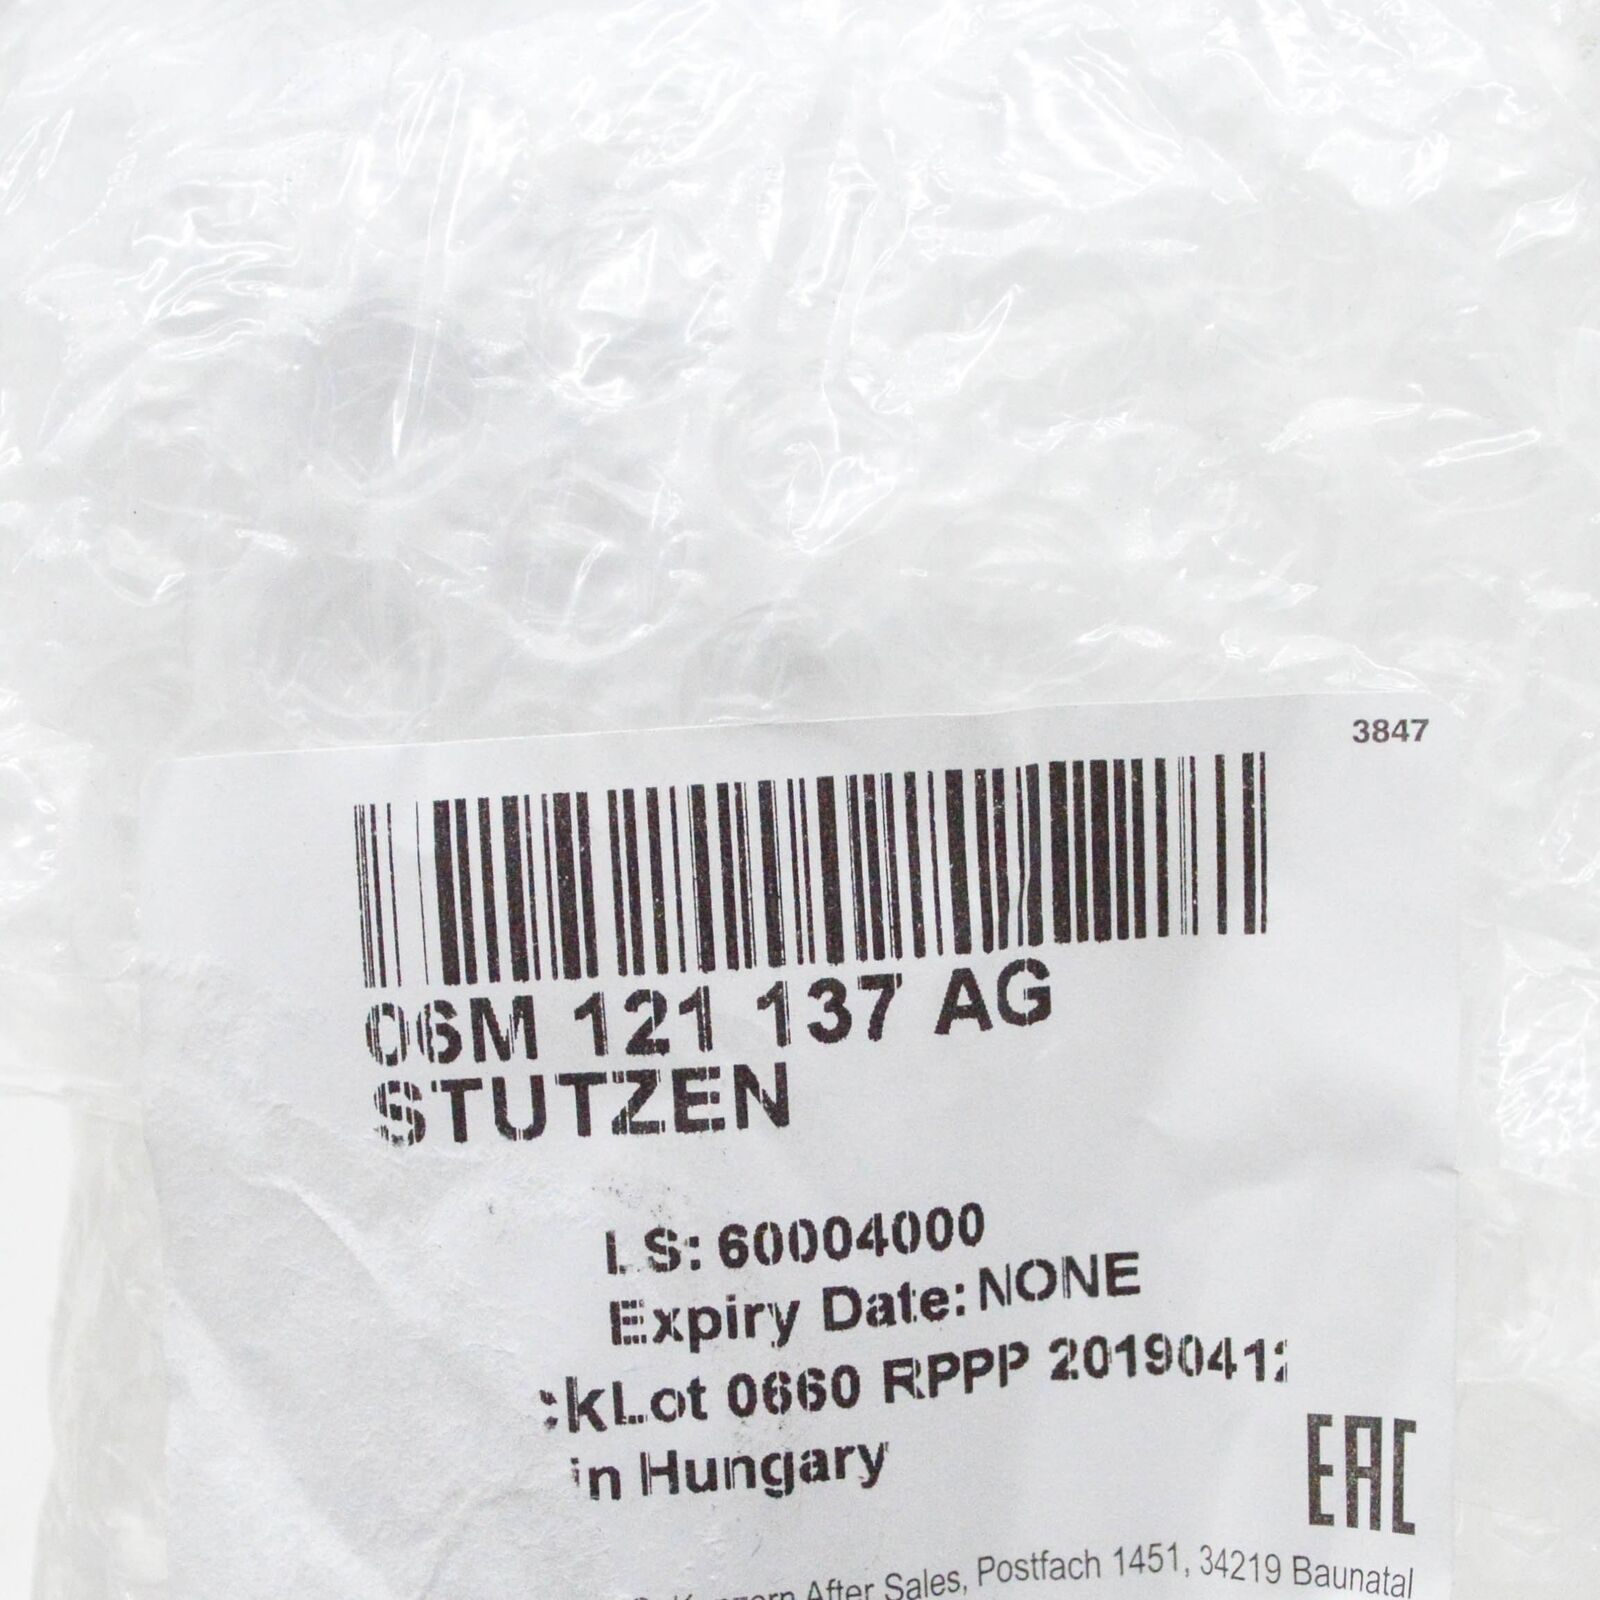 3847
06M 121 137 AG
STUTZEN
LS: 60004000
Expiry Date: NONE
ckLot 0660 RPPP 2019041
in Hungary
EAC
After Sales, Postfach 1451, 34219 Baunatal